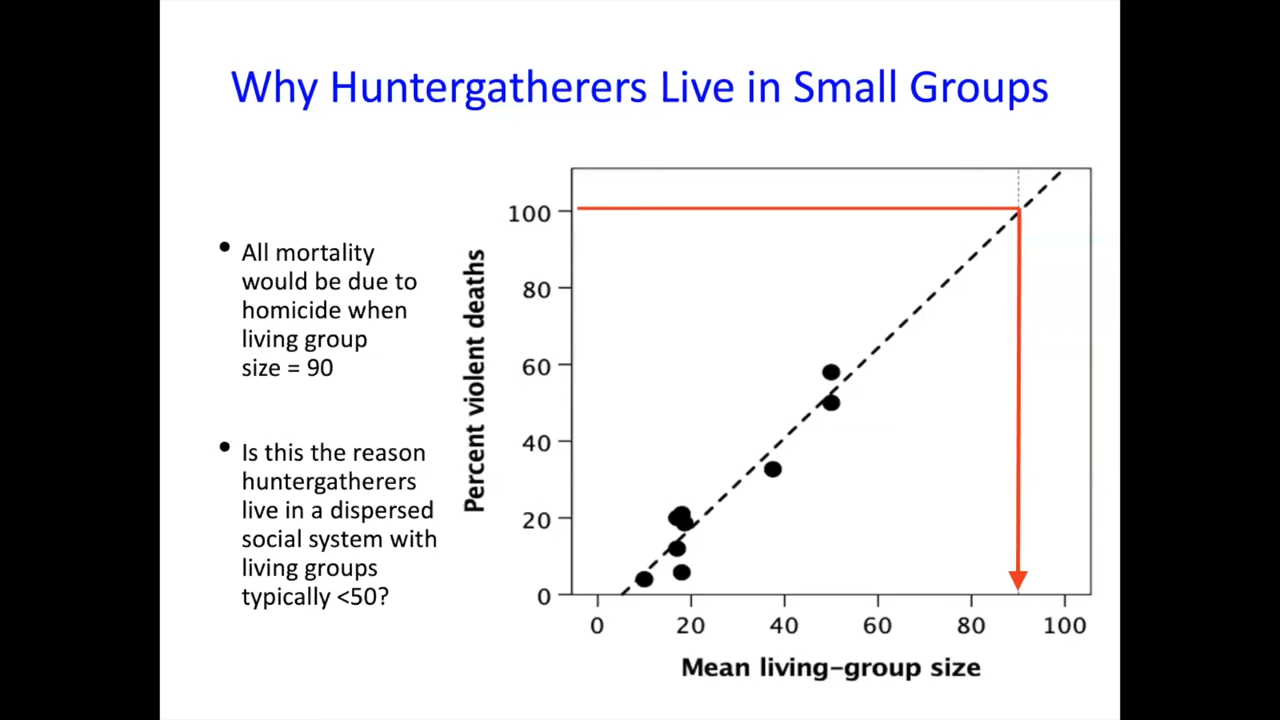 Why Huntergatherers Live in Small Groups
• All mortality
would be due to
homicide when
living group
size = 90
• Is this the reason
huntergatherers
live in a dispersed
social system with
living groups
typically <50?
Percent violent deaths
100
80
60
40
20
0
0 20 40 60 80 100
Mean living-group size